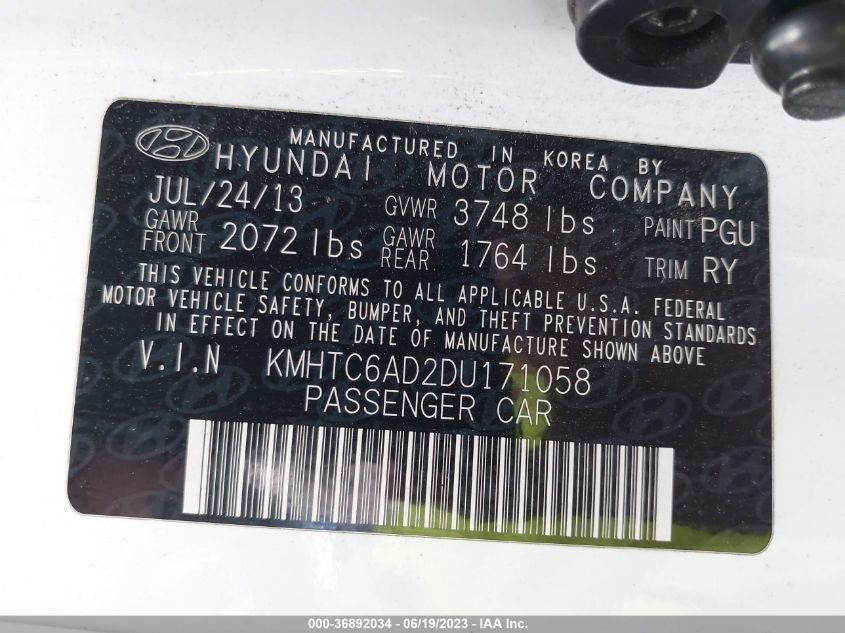 MANUFACTURED IN KOREA BY
HYUNDAI MOTOR COMPANY
JUL/24/13 GVWR 3748 lbs PAINT PGU
GAWR FRONT 2072 lbs GAWR REAR 1764 lbs TRIM RY
THIS VEHICLE CONFORMS TO ALL APPLICABLE U.S.A. FEDERAL
MOTOR VEHICLE SAFETY, BUMPER, AND THEFT PREVENTION STANDARDS
IN EFFECT ON THE DATE OF MANUFACTURE SHOWN ABOVE
V.I.N KMHTC6AD2DU171058
PASSENGER CAR
000-36892034 - 06/19/2023 - IAA Inc.